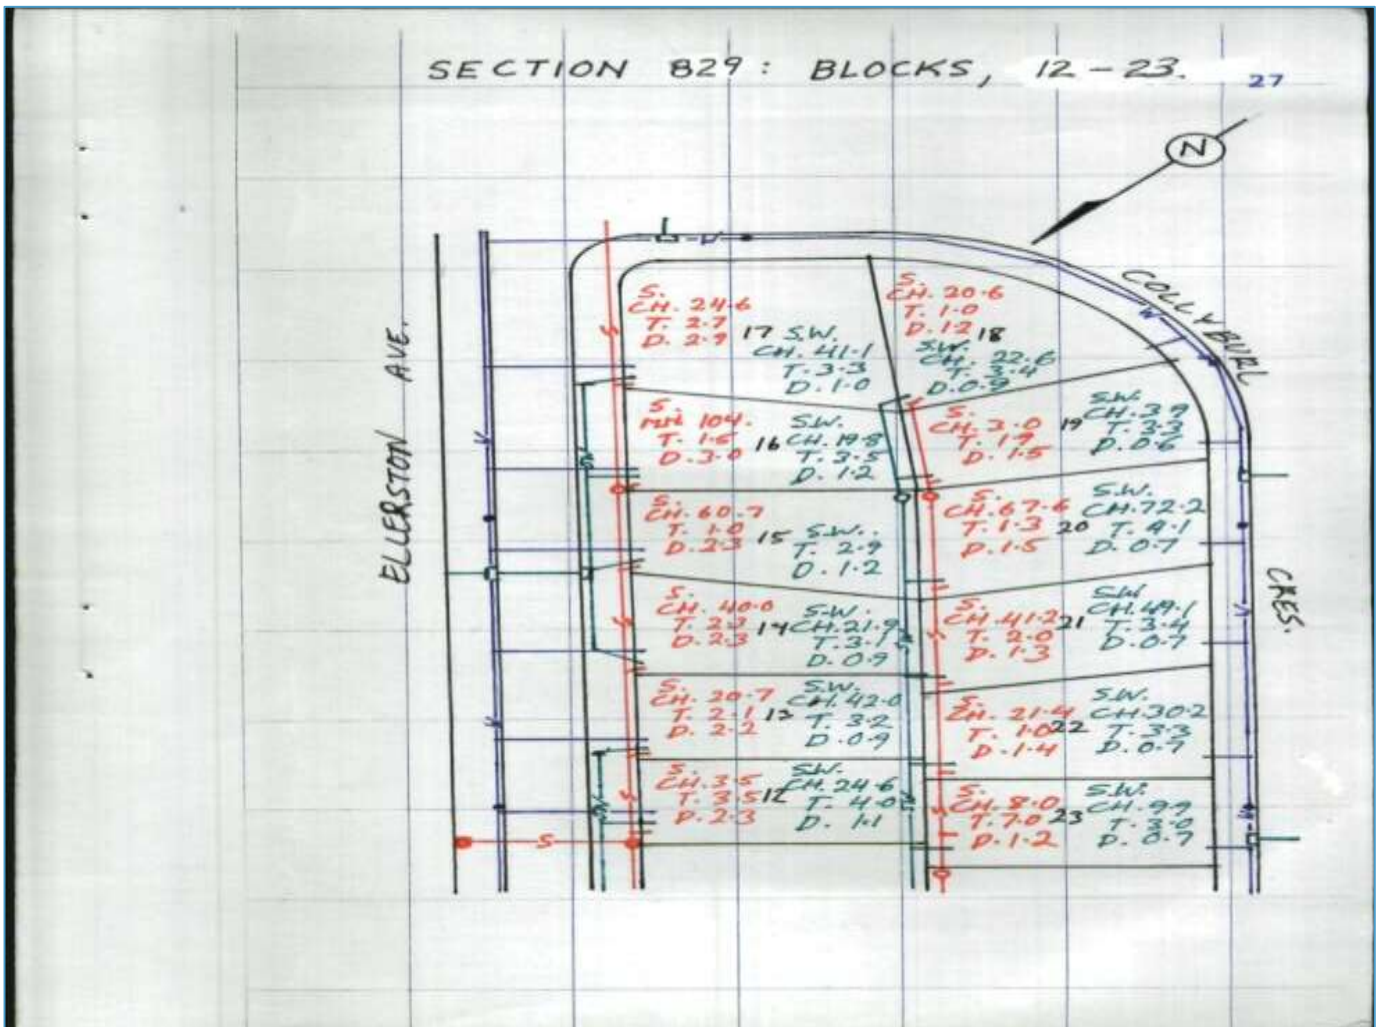 SECTION 829: BLOCKS, 12-23.
27
N
ELLERSTON AVE.
COLLYBURL
CRES.
S.
CH. 24.6
T. 2.7
D. 2.9
17
S.W.
CH. 41.1
T. 3.3
D. 1.0
S.
CH. 20.6
T. 1.0
D. 1.2
18
S.W.
CH. 22.6
T. 3.4
D. 0.9
S.
MH 104.
T. 1.5
D. 3.0
16
S.W.
CH. 19.8
T. 3.5
D. 1.2
S.
CH. 3.0
T. 1.9
D. 1.5
19
S.W.
CH. 3.9
T. 3.3
D. 0.6
S.
CH. 60.7
T. 1.0
D. 2.3
15
S.W.
T. 2.9
D. 1.2
S.
CH. 67.6
T. 1.3
D. 1.5
20
S.W.
CH. 72.2
T. 4.1
D. 0.7
S.
CH. 40.0
T. 2.3
D. 2.3
14
S.W.
CH. 21.9
T. 3.1
D. 0.9
S.
CH. 41.2
T. 2.0
D. 1.3
21
S.W.
CH. 49.1
T. 3.4
D. 0.7
S.
CH. 20.7
T. 2.1
D. 2.2
13
S.W.
CH. 42.0
T. 3.2
D. 0.9
S.
CH. 21.4
T. 1.0
D. 1.4
22
S.W.
CH. 30.2
T. 3.3
D. 0.7
S.
CH. 3.5
T. 3.5
D. 2.3
12
S.W.
CH. 24.6
T. 4.0
D. 1.1
S.
CH. 8.0
T. 7.0
D. 1.2
23
S.W.
CH. 9.9
T. 3.0
D. 0.7
S